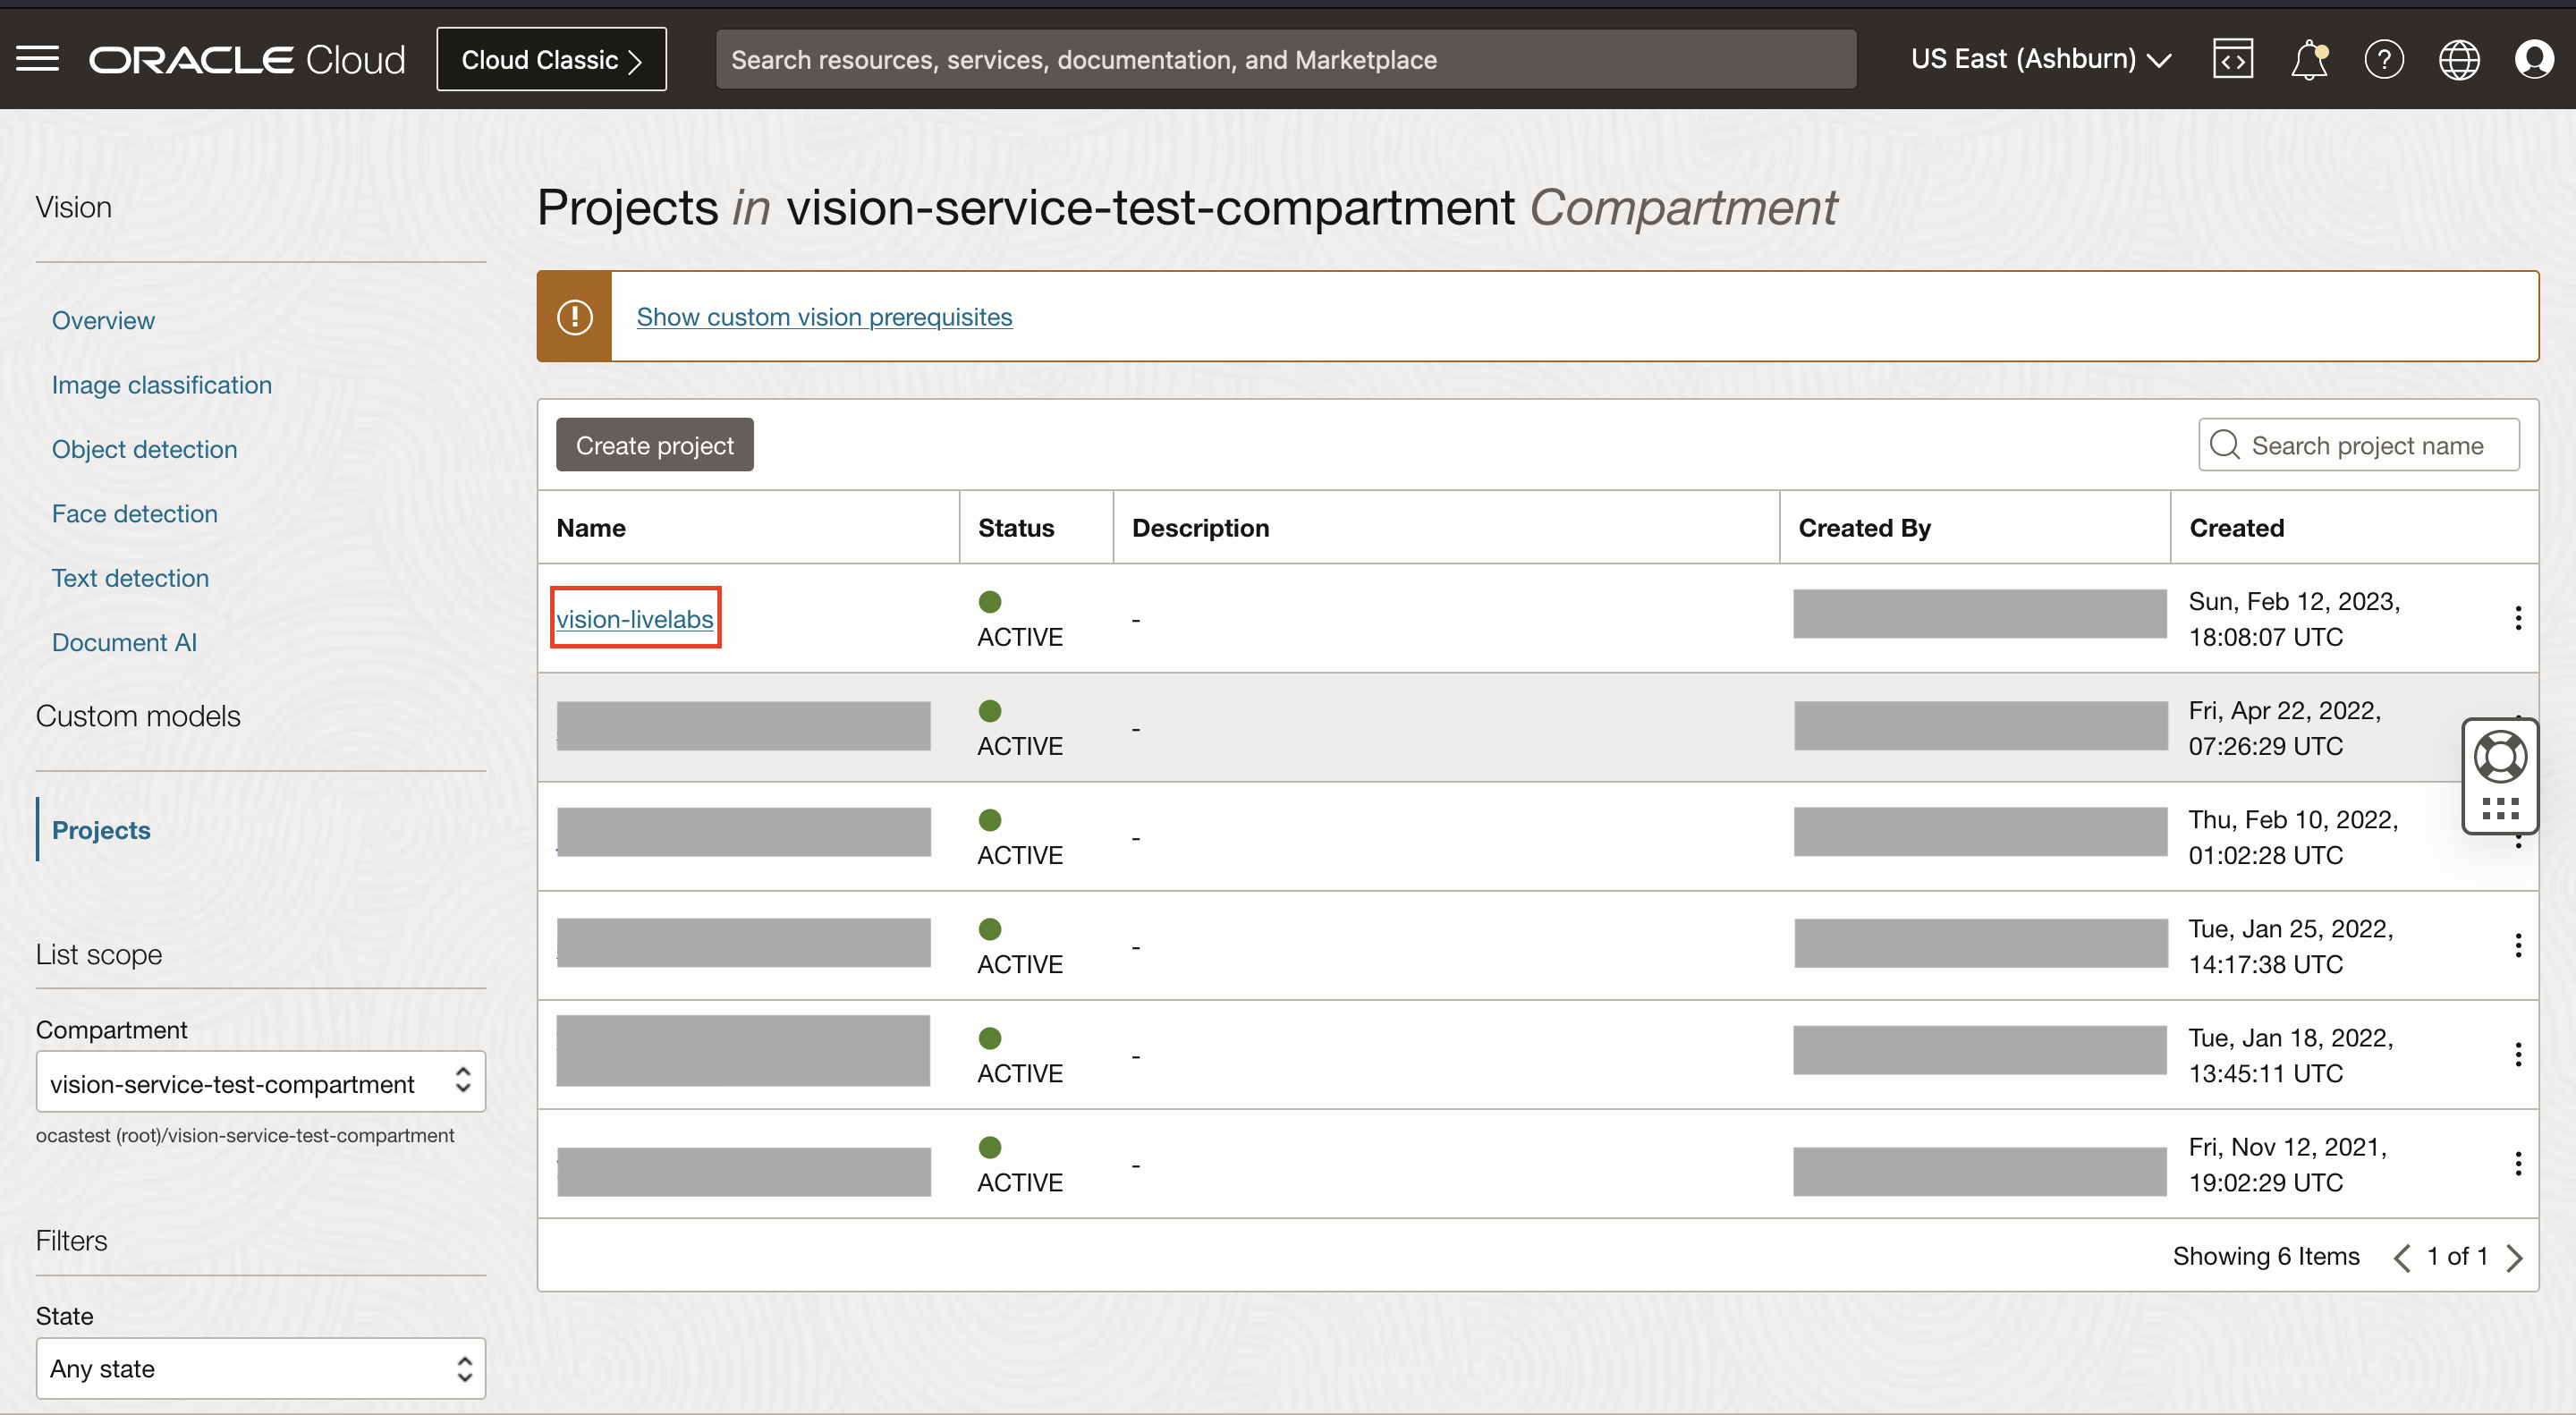 ORACLE Cloud
Cloud Classic
Search resources, services, documentation, and Marketplace
US East (Ashburn)
Vision
Overview
Image classification
Object detection
Face detection
Text detection
Document AI
Custom models
Projects
List scope
Compartment
vision-service-test-compartment
ocastest (root)/vision-service-test-compartment
Filters
State
Any state
Projects in vision-service-test-compartment Compartment
Show custom vision prerequisites
Create project
Search project name
Name Status Description Created By Created
vision-livelabs ACTIVE - Sun, Feb 12, 2023,
18:08:07 UTC
ACTIVE - Fri, Apr 22, 2022,
07:26:29 UTC
ACTIVE - Thu, Feb 10, 2022,
01:02:28 UTC
ACTIVE - Tue, Jan 25, 2022,
14:17:38 UTC
ACTIVE - Tue, Jan 18, 2022,
13:45:11 UTC
ACTIVE - Fri, Nov 12, 2021,
19:02:29 UTC
Showing 6 Items 1 of 1